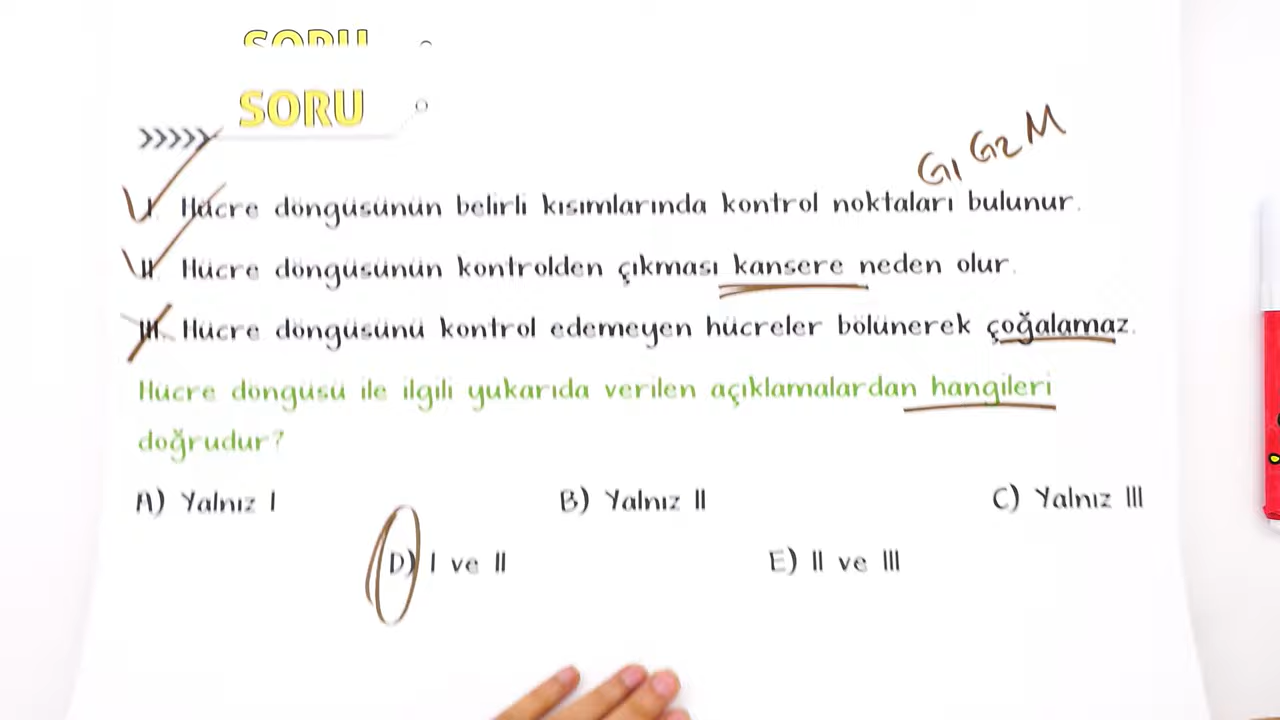 SORU
SORU
G1 G2 M
I. Hücre döngüsünün belirli kısımlarında kontrol noktaları bulunur.
II. Hücre döngüsünün kontrolden çıkması kansere neden olur.
III. Hücre döngüsünü kontrol edemeyen hücreler bölünerek çoğalamaz.
Hücre döngüsü ile ilgili yukarıda verilen açıklamalardan hangileri
doğrudur?
A) Yalnız I B) Yalnız II C) Yalnız III
D) I ve II E) II ve III